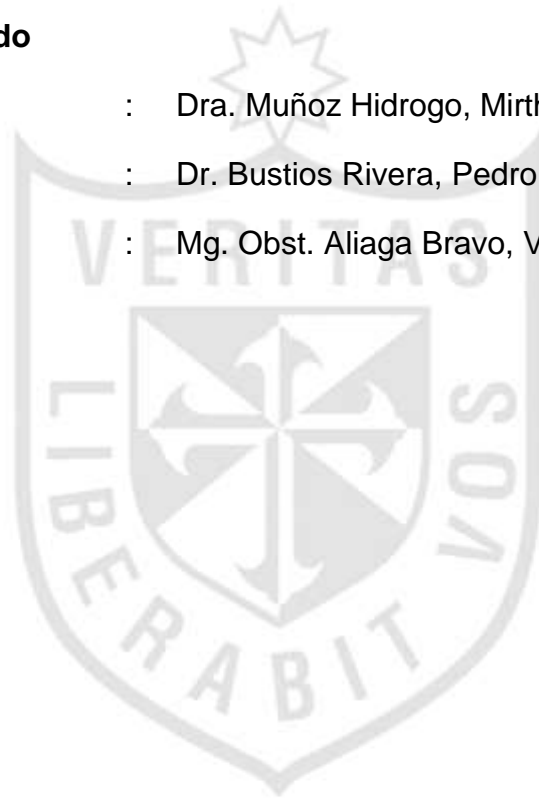 do
: Dra. Muñoz Hidrogo, Mirth
: Dr. Bustios Rivera, Pedro
: Mg. Obst. Aliaga Bravo, V
VERITAS
LIBERABIT VOS